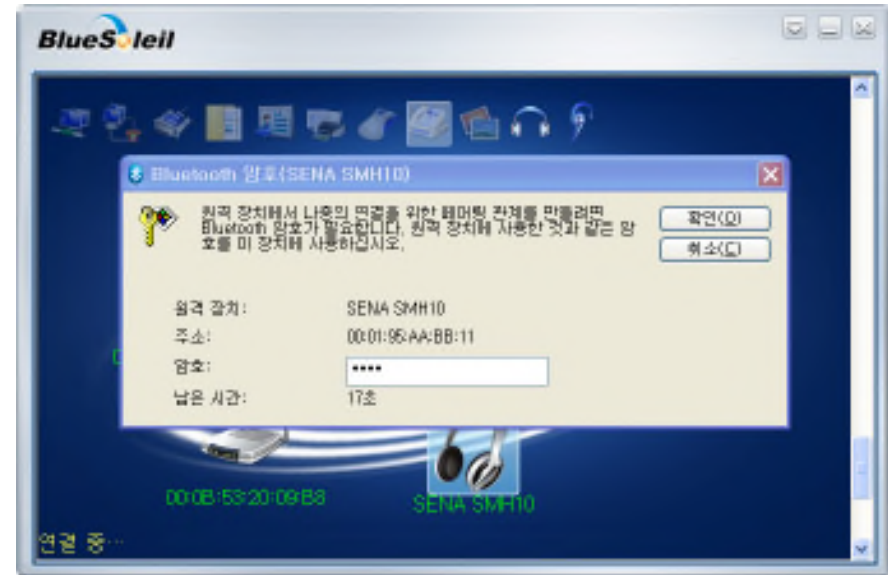 BlueSoleil
Bluetooth 암호(SENA SMH10)
원격 장치에서 나중의 연결을 위한 페어링 관계를 만들려면
Bluetooth 암호가 필요합니다. 원격 장치에 사용한 것과 같은 암
호를 이 장치에 사용하십시오.
확인(O)
취소(C)
원격 장치: SENA SMH10
주소: 00:01:95:AA:BB:11
암호: ••••
남은 시간: 17초
00:0B:53:20:09:B8
SENA SMH10
연결 중…